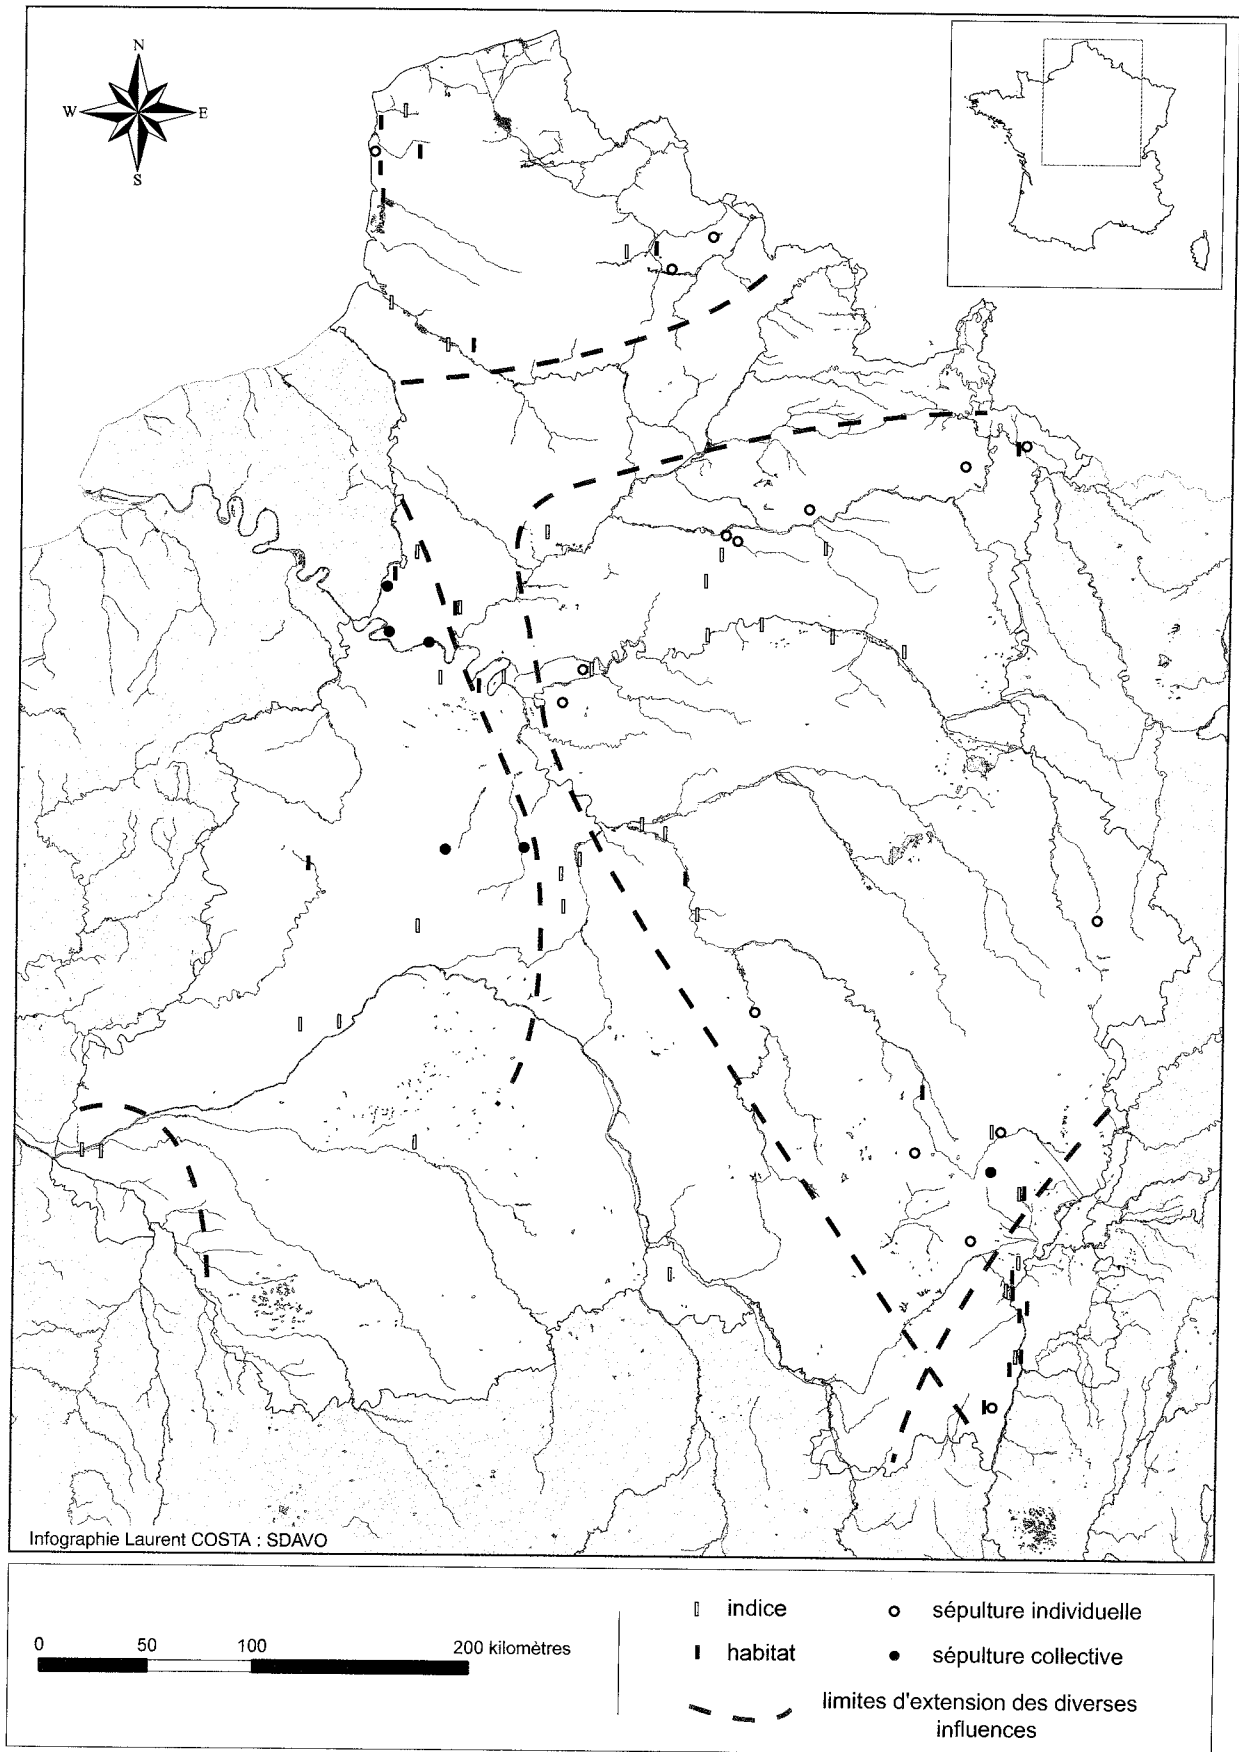 N
W
E
S
Infographie Laurent COSTA : SDAVO
0
50
100
200 kilomètres
indice
habitat
sépulture individuelle
sépulture collective
limites d'extension des diverses
influences